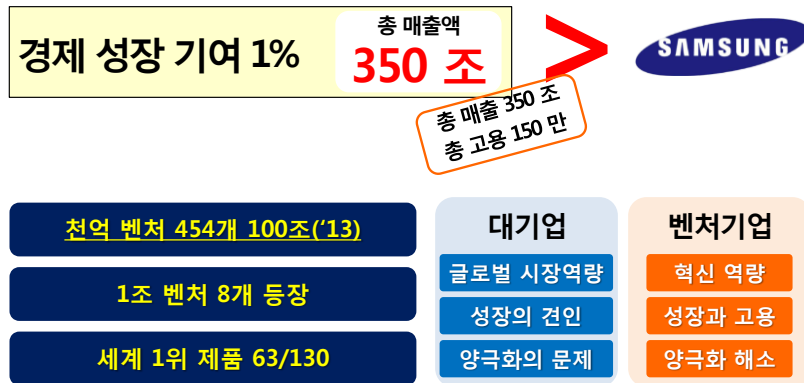 경제 성장 기여 1%
총 매출액
350 조
>
SAMSUNG
총 매출 350 조
총 고용 150 만
천억 벤처 454개 100조(‘13)
1조 벤처 8개 등장
세계 1위 제품 63/130
대기업
글로벌 시장역량
성장의 견인
양극화의 문제
벤처기업
혁신 역량
성장과 고용
양극화 해소